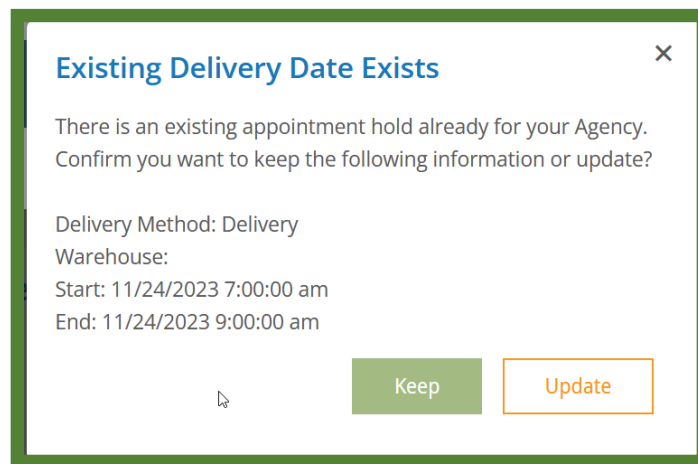 Existing Delivery Date Exists
There is an existing appointment hold already for your Agency.
Confirm you want to keep the following information or update?
Delivery Method: Delivery
Warehouse:
Start: 11/24/2023 7:00:00 am
End: 11/24/2023 9:00:00 am
Keep Update